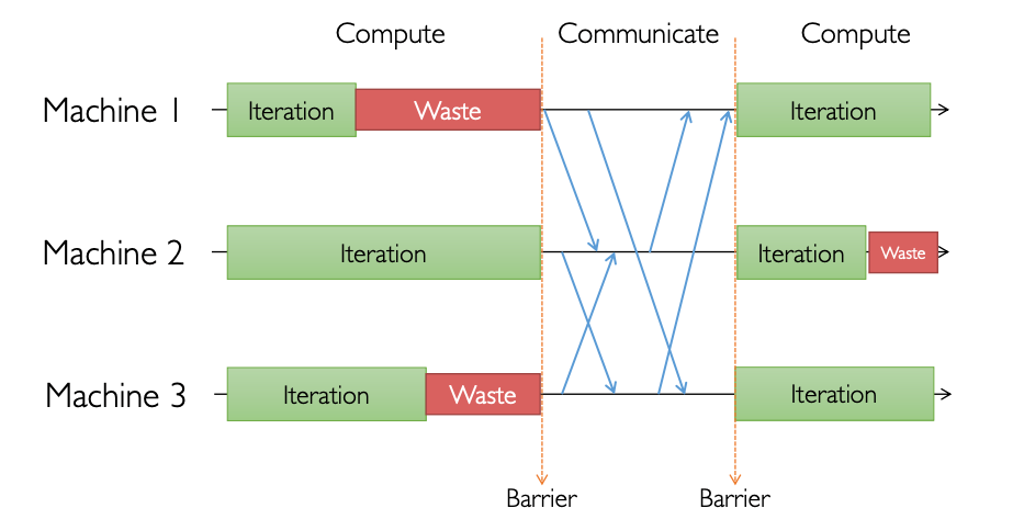 Compute Communicate Compute
Machine 1 Iteration Waste Iteration
Machine 2 Iteration Iteration Waste
Machine 3 Iteration Waste Iteration
Barrier Barrier